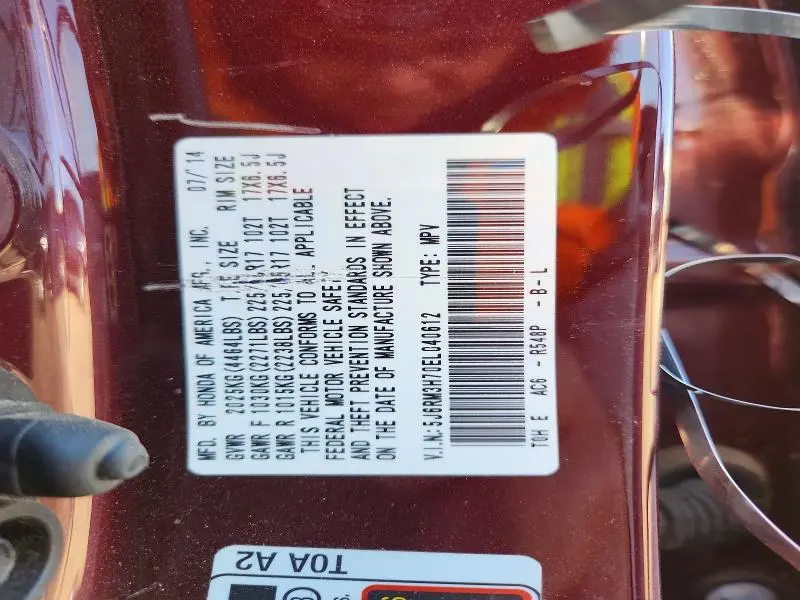 MFD. BY HONDA OF AMERICA MFG., INC. 07/'14
GVWR 2025KG(4464LBS) TIRE SIZE RIM SIZE
GAWR F 1030KG(2271LBS) 225/65R17 102T 17X6.5J
GAWR R 1015KG(2238LBS) 225/65R17 102T 17X6.5J
THIS VEHICLE CONFORMS TO ALL APPLICABLE
FEDERAL MOTOR VEHICLE SAFETY
AND THEFT PREVENTION STANDARDS IN EFFECT
ON THE DATE OF MANUFACTURE SHOWN ABOVE.
V.I.N.:5J6RM3H70EL040612 TYPE: MPV
T0H E AC6 - R548P - B - L
T0A A2